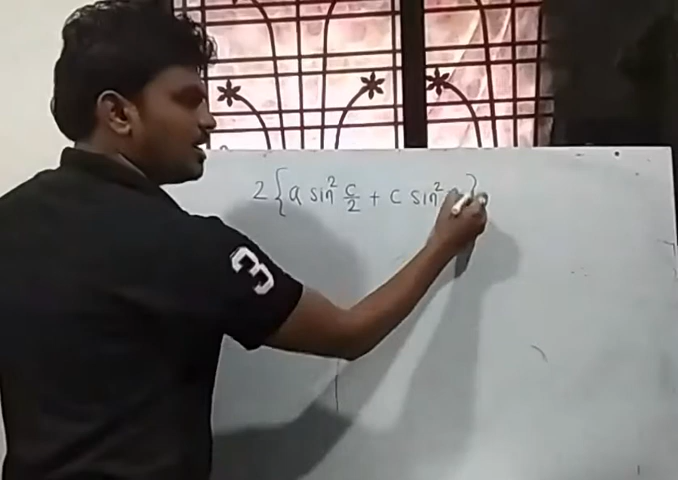 2 { a sin² C/2 + c sin² }
3